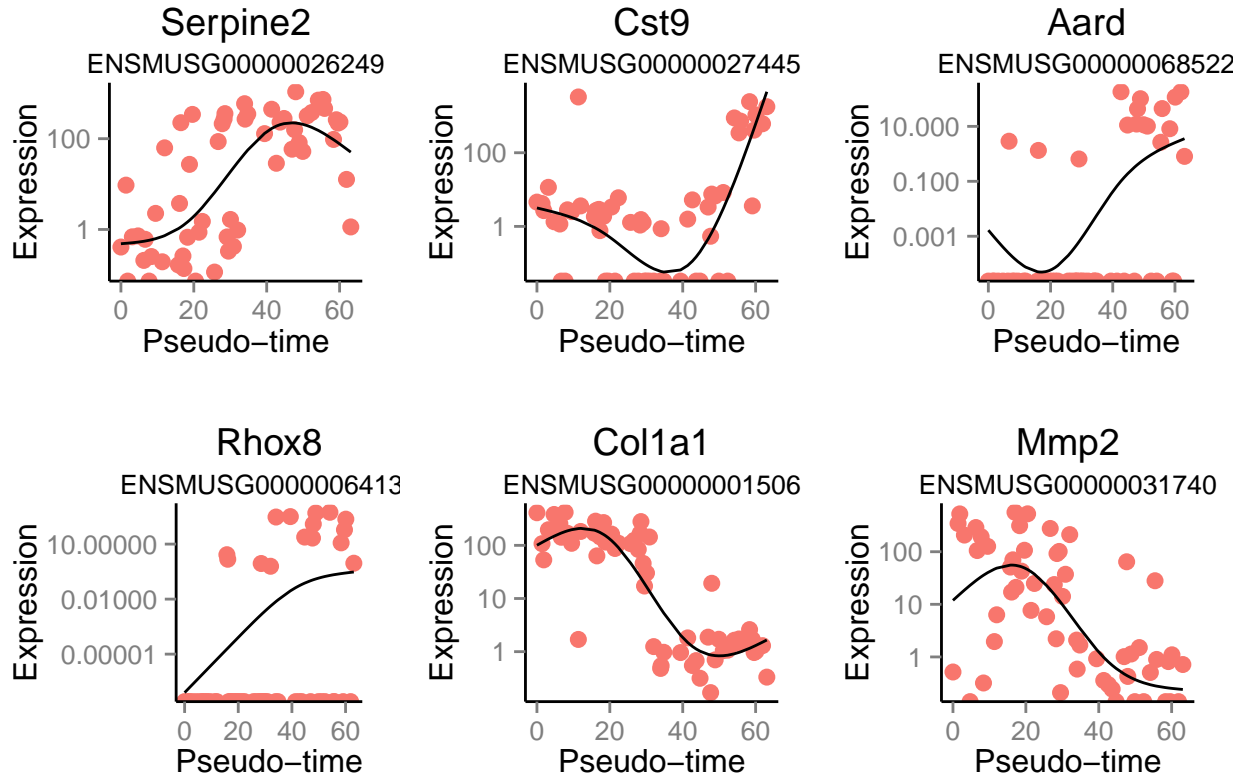 Serpine2
ENSMUSG00000026249
Expression
100
1
0
20
40
60
Pseudo−time
Cst9
ENSMUSG00000027445
Expression
100
1
0
20
40
60
Pseudo−time
Aard
ENSMUSG00000068522
Expression
10.000
0.100
0.001
0
20
40
60
Pseudo−time
Rhox8
ENSMUSG0000006413
Expression
10.00000
0.01000
0.00001
0
20
40
60
Pseudo−time
Col1a1
ENSMUSG00000001506
Expression
100
10
1
0
20
40
60
Pseudo−time
Mmp2
ENSMUSG00000031740
Expression
100
10
1
0
20
40
60
Pseudo−time